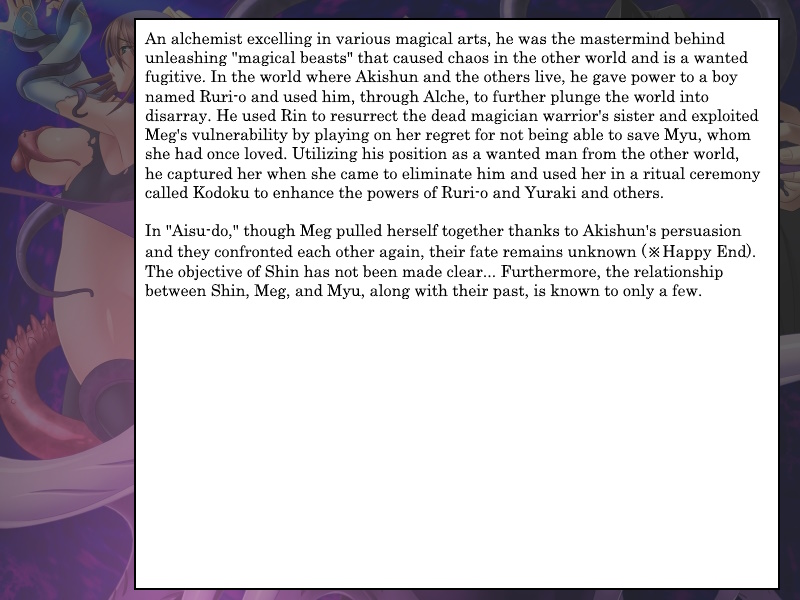 An alchemist excelling in various magical arts, he was the mastermind behind
unleashing "magical beasts" that caused chaos in the other world and is a wanted
fugitive. In the world where Akishun and the others live, he gave power to a boy
named Ruri-o and used him, through Alche, to further plunge the world into
disarray. He used Rin to resurrect the dead magician warrior's sister and exploited
Meg's vulnerability by playing on her regret for not being able to save Myu, whom
she had once loved. Utilizing his position as a wanted man from the other world,
he captured her when she came to eliminate him and used her in a ritual ceremony
called Kodoku to enhance the powers of Ruri-o and Yuraki and others.
In "Aisu-do," though Meg pulled herself together thanks to Akishun's persuasion
and they confronted each other again, their fate remains unknown (※Happy End).
The objective of Shin has not been made clear... Furthermore, the relationship
between Shin, Meg, and Myu, along with their past, is known to only a few.